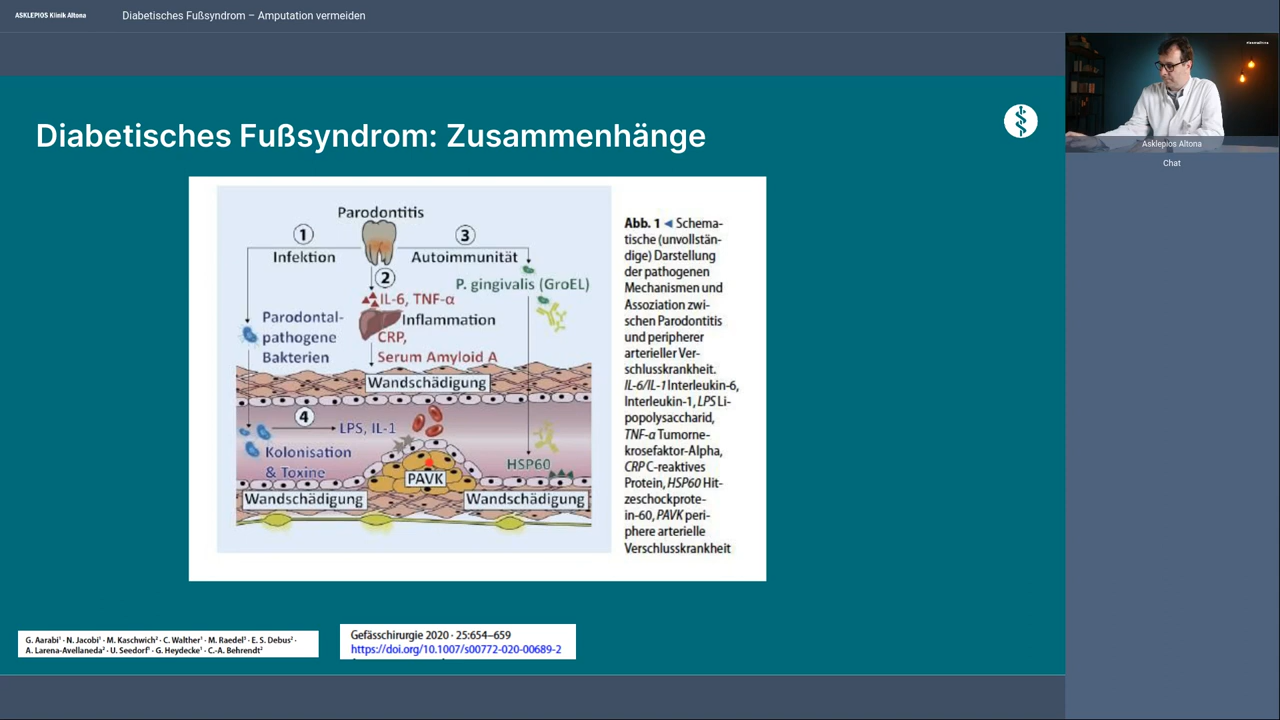 ASKLEPIOS Klinik Altona
Diabetisches Fußsyndrom – Amputation vermeiden
Diabetisches Fußsyndrom: Zusammenhänge
Parodontitis
1
3
Infektion
Autoimmunität
2
P. gingivalis (GroEL)
IL-6, TNF-α
Inflammation
Parodontal-
pathogene
Bakterien
CRP,
Serum Amyloid A
Wandschädigung
4
LPS, IL-1
Kolonisation
& Toxine
HSP60
PAVK
Wandschädigung
Wandschädigung
Abb. 1 ◄ Schema-
tische (unvollstän-
dige) Darstellung
der pathogenen
Mechanismen und
Assoziation zwi-
schen Parodontitis
und peripherer
arterieller Ver-
schlusskrankheit.
IL-6/IL-1 Interleukin-6,
Interleukin-1, LPS Li-
popolysaccharid,
TNF-α Tumorne-
krosefaktor-Alpha,
CRP C-reaktives
Protein, HSP60 Hit-
zeschockprote-
in-60, PAVK peri-
phere arterielle
Verschlusskrankheit
G. Aarabi¹ · N. Jacobi¹ · M. Kaschwich² · C. Walther¹ · M. Raedel³ · E. S. Debus² ·
A. Larena-Avellaneda² · U. Seedorf¹ · G. Heydecke¹ · C.-A. Behrendt²
Gefässchirurgie 2020 · 25:654–659
https://doi.org/10.1007/s00772-020-00689-2
Asklepios Altona
Chat